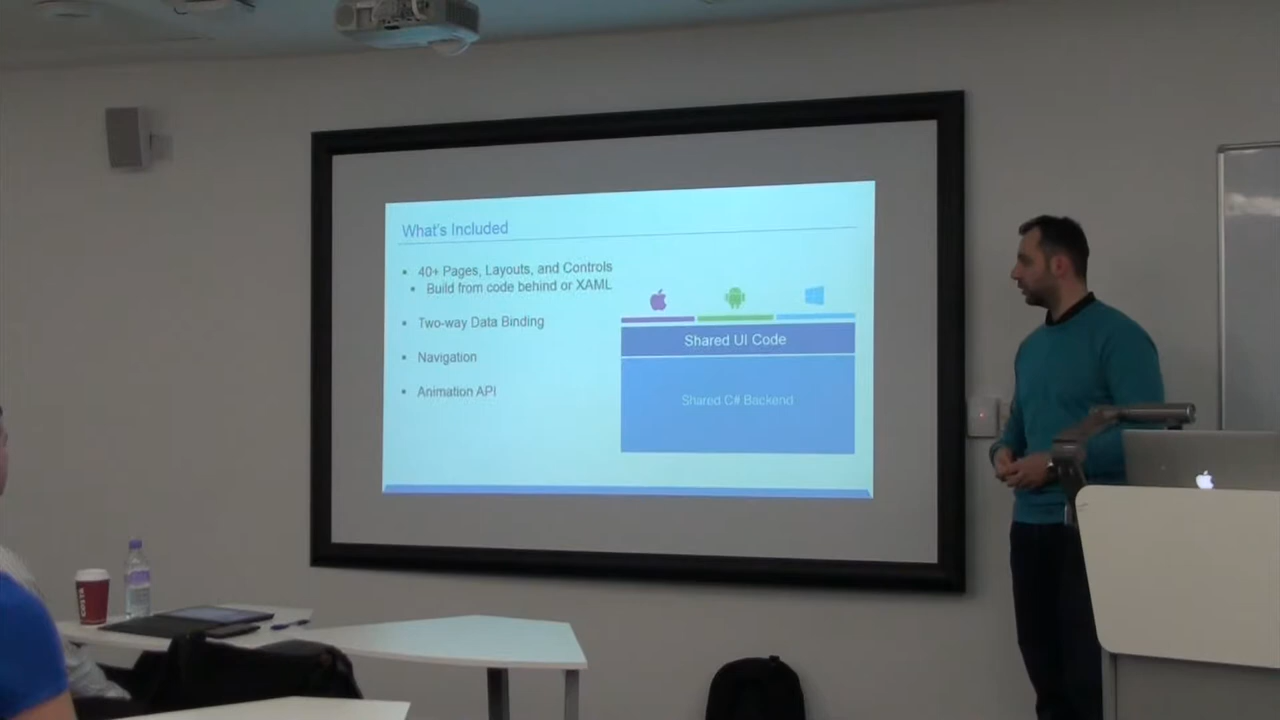 What's Included
• 40+ Pages, Layouts, and Controls
• Build from code behind or XAML
• Two-way Data Binding
• Navigation
• Animation API
Shared UI Code
Shared C# Backend
COSTA